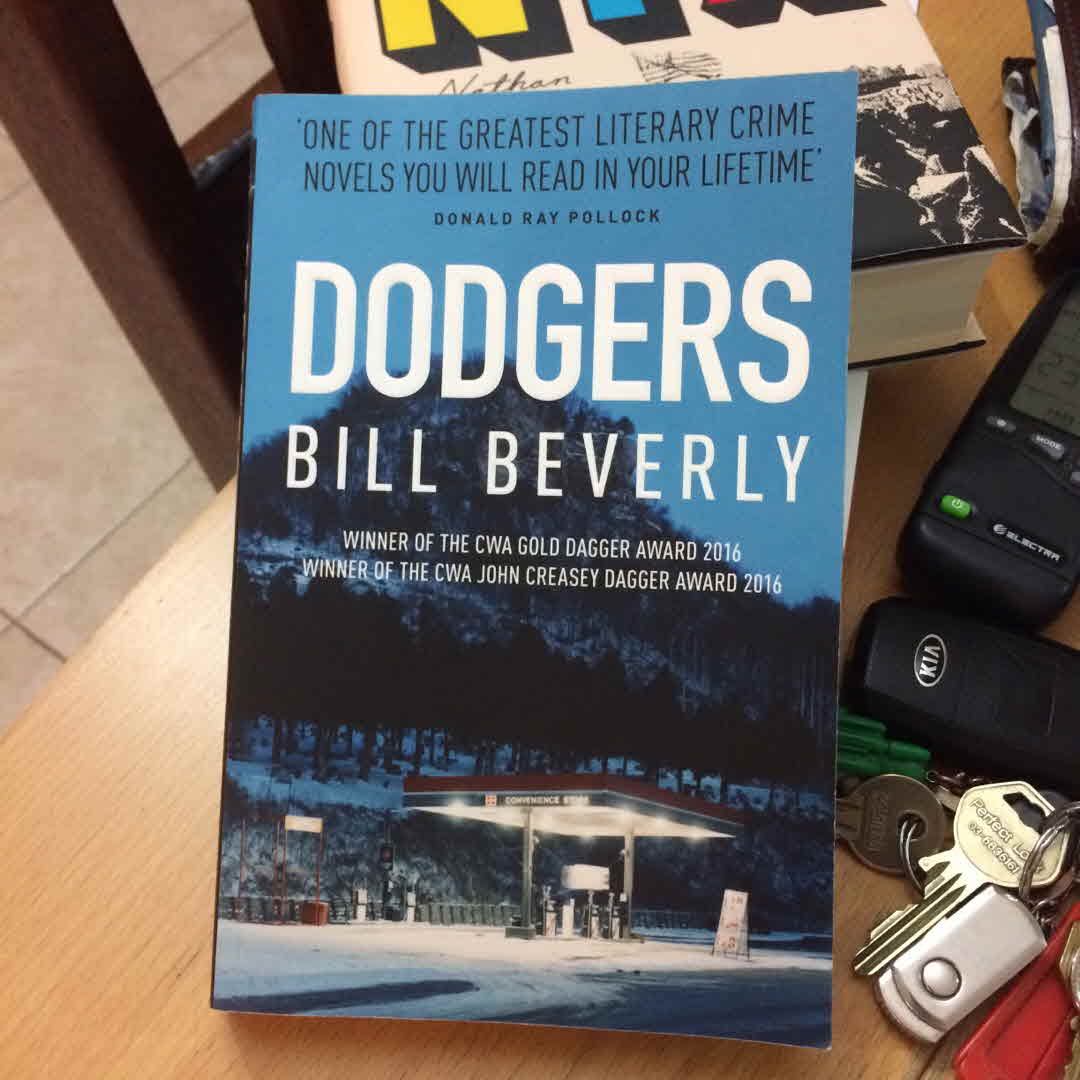 NIX
Nathan
'ONE OF THE GREATEST LITERARY CRIME
NOVELS YOU WILL READ IN YOUR LIFETIME'
DONALD RAY POLLOCK
DODGERS
BILL BEVERLY
WINNER OF THE CWA GOLD DAGGER AWARD 2016
WINNER OF THE CWA JOHN CREASEY DAGGER AWARD 2016
CONVENIENCE STORE
MODE
ELECTRA
KIA
Perfect